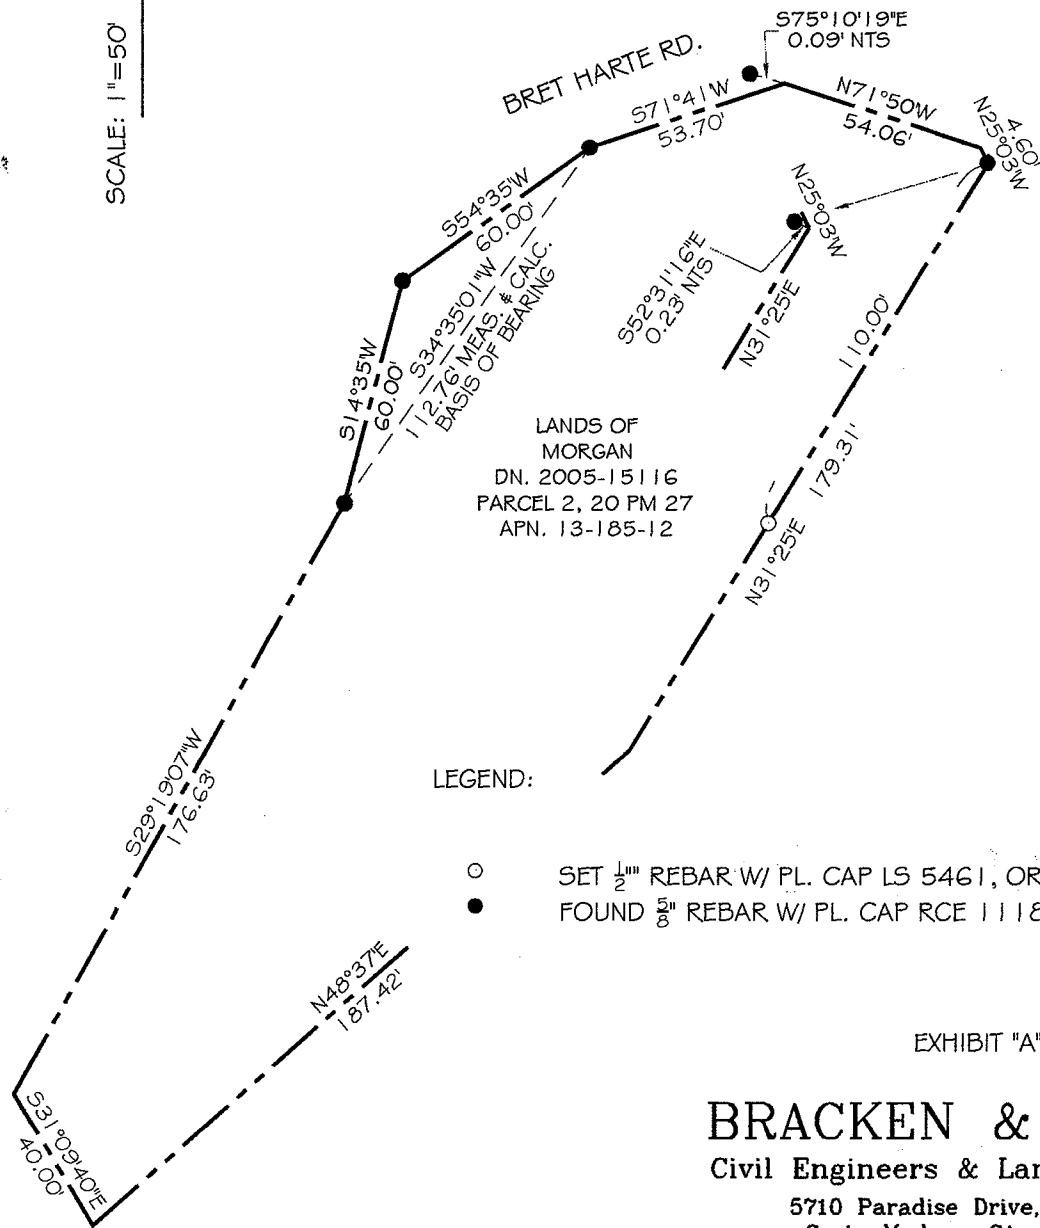 SCALE: 1"=50'
BRET HARTE RD.
S75°10'19"E
0.09' NTS
S71°41'W
53.70'
N71°50'W
54.06'
4.60'
N25°03'W
S54°35'W
60.00'
N25°03'W
S52°31'16"E
0.23' NTS
N31°25'E
S34°35'01"W
112.76' MEAS. & CALC.
BASIS OF BEARING
S14°35'W
60.00'
110.00'
179.31'
N31°25'E
LANDS OF
MORGAN
DN. 2005-15116
PARCEL 2, 20 PM 27
APN. 13-185-12
S29°19'07"W
176.63'
LEGEND:
SET ½"" REBAR W/ PL. CAP LS 5461, OR
FOUND ⅝" REBAR W/ PL. CAP RCE 1118
N48°37'E
187.42'
S31°09'40"E
40.00'
EXHIBIT "A"
BRACKEN &
Civil Engineers &
5710 Paradise Drive,